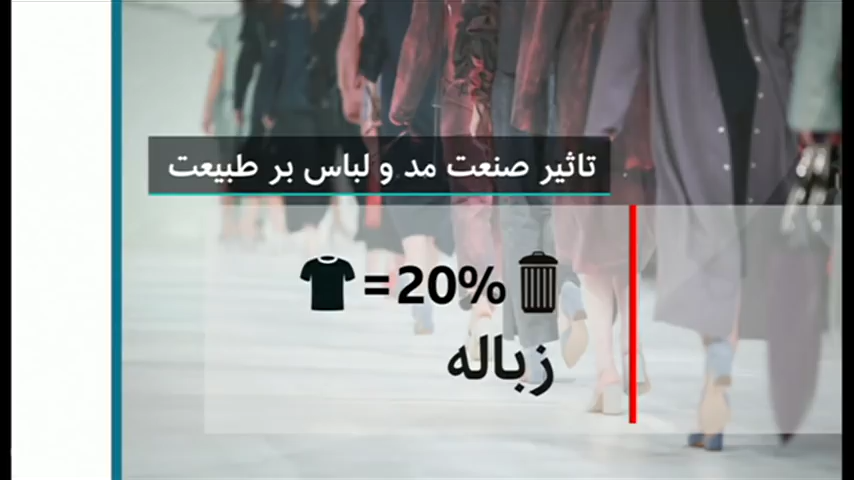 تاثیر صنعت مد و لباس بر طبیعت
=20%
زباله